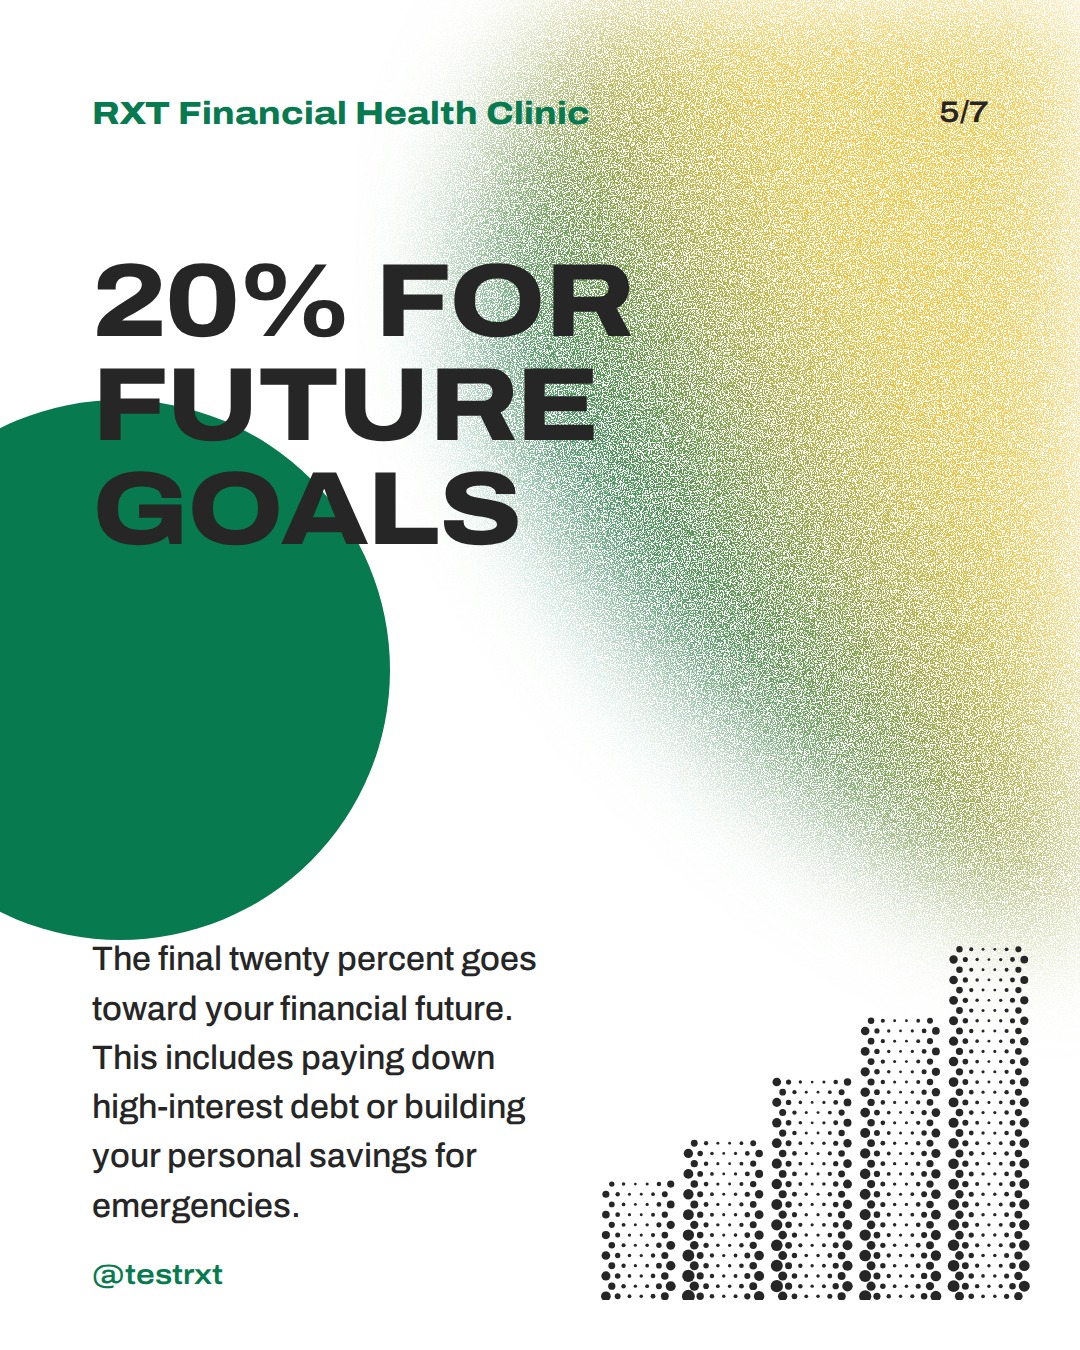 RXT Financial Health Clinic
5/7
20% FOR
FUTURE
GOALS
The final twenty percent goes
toward your financial future.
This includes paying down
high-interest debt or building
your personal savings for
emergencies.
@testrxt